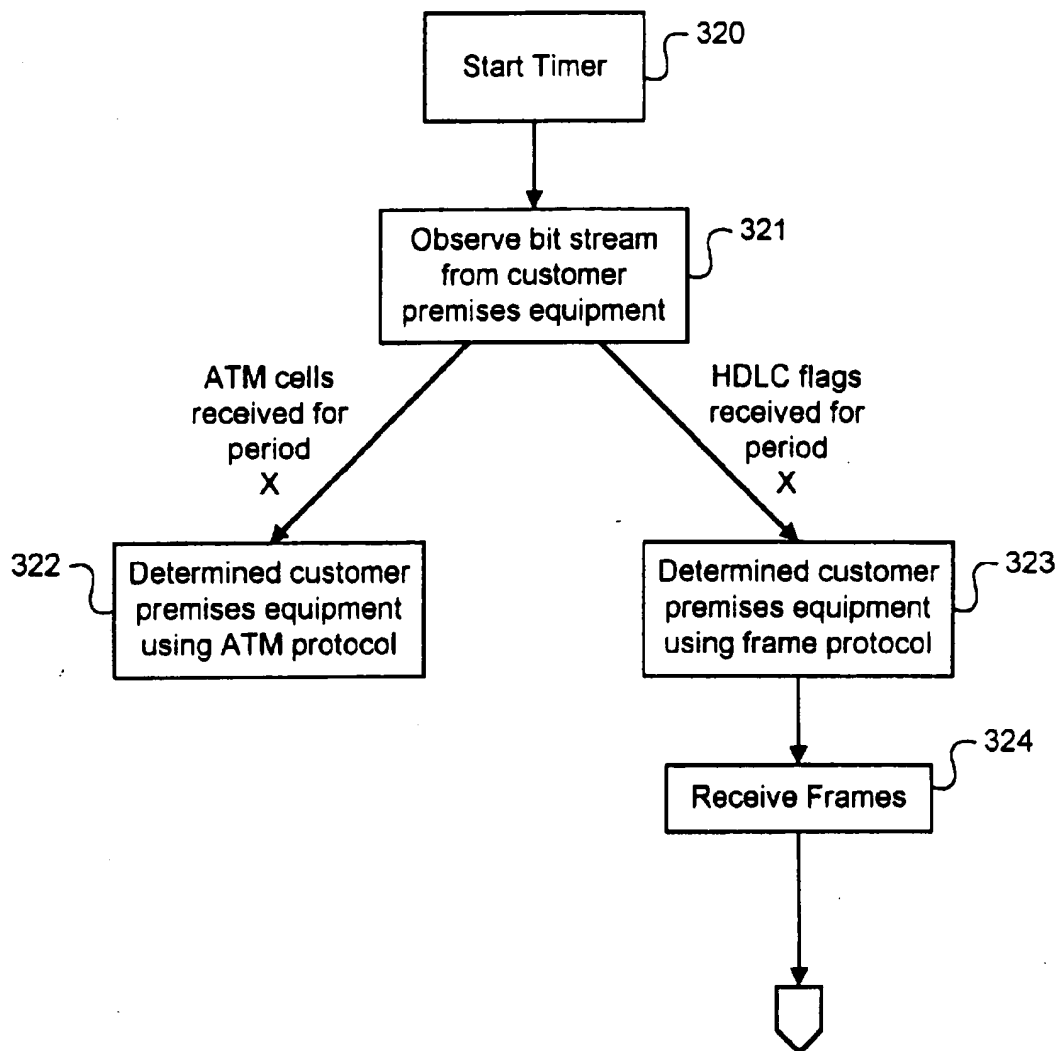 320
Start Timer
321
Observe bit stream
from customer
premises equipment
ATM cells
received for
period
X
HDLC flags
received for
period
X
322
Determined customer
premises equipment
using ATM protocol
323
Determined customer
premises equipment
using frame protocol
324
Receive Frames